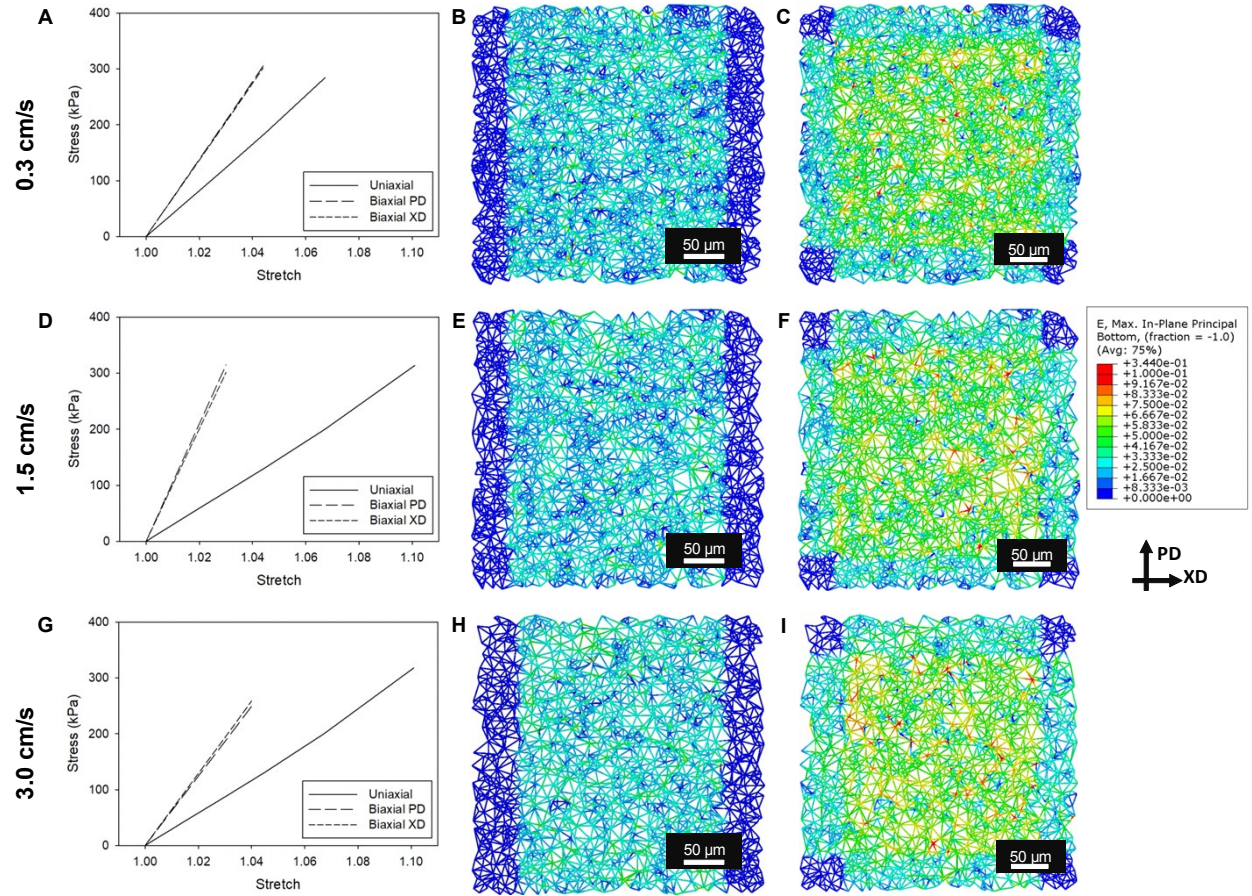 A
B
C
0.3 cm/s
400
300
200
100
0
Stress (kPa)
1.00 1.02 1.04 1.06 1.08 1.10
Stretch
Uniaxial
Biaxial PD
Biaxial XD
50 µm
50 µm
D
E
F
1.5 cm/s
400
300
200
100
0
Stress (kPa)
1.00 1.02 1.04 1.06 1.08 1.10
Stretch
Uniaxial
Biaxial PD
Biaxial XD
50 µm
50 µm
E, Max. In-Plane Principal
Bottom, (fraction = -1.0)
(Avg: 75%)
+3.440e-01
+1.000e-01
+9.167e-02
+8.333e-02
+7.500e-02
+6.667e-02
+5.833e-02
+5.000e-02
+4.167e-02
+3.333e-02
+2.500e-02
+1.667e-02
+8.333e-03
+0.000e+00
PD
XD
G
H
I
3.0 cm/s
400
300
200
100
0
Stress (kPa)
1.00 1.02 1.04 1.06 1.08 1.10
Stretch
Uniaxial
Biaxial PD
Biaxial XD
50 µm
50 µm